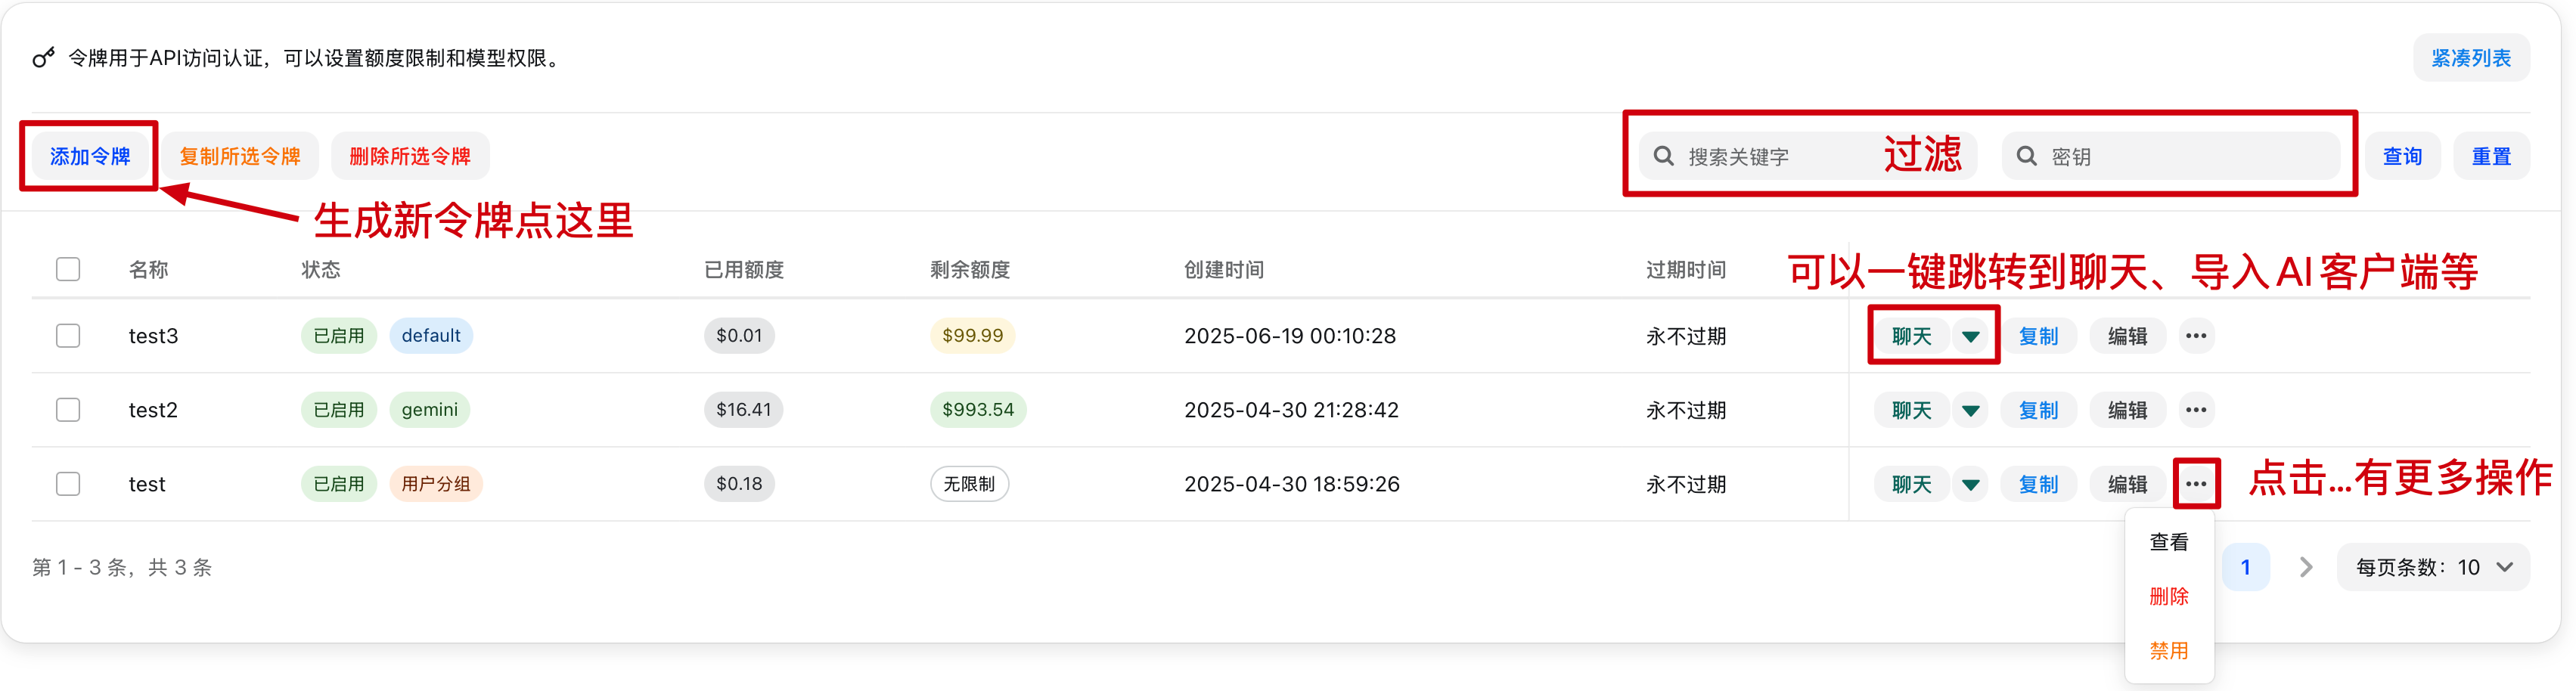 令牌用于API访问认证，可以设置额度限制和模型权限。
紧凑列表
添加令牌 复制所选令牌 删除所选令牌
搜索关键字 过滤 密钥 查询 重置
生成新令牌点这里
名称 状态 已用额度 剩余额度 创建时间 过期时间
可以一键跳转到聊天、导入AI客户端等
test3 已启用 default $0.01 $99.99 2025-06-19 00:10:28 永不过期 聊天 复制 编辑 •••
test2 已启用 gemini $16.41 $993.54 2025-04-30 21:28:42 永不过期 聊天 复制 编辑 •••
test 已启用 用户分组 $0.18 无限制 2025-04-30 18:59:26 永不过期 聊天 复制 编辑 •••
点击...有更多操作
查看
删除
禁用
第 1 - 3 条，共 3 条
1
每页条数：10